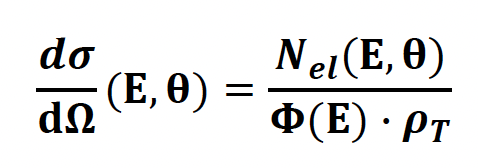 dσ/dΩ (E, θ) = N_el(E, θ) / Φ(E) · ρ_T